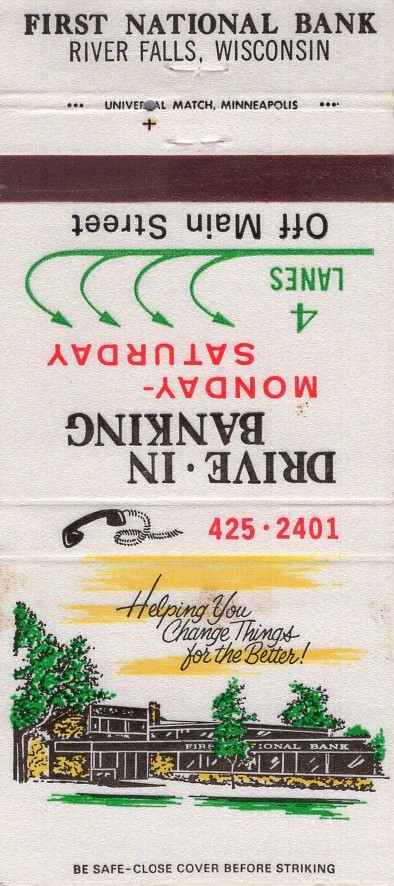 FIRST NATIONAL BANK
RIVER FALLS, WISCONSIN
••• UNIVERSAL MATCH, MINNEAPOLIS •••
DRIVE • IN
BANKING
MONDAY-
SATURDAY
4
LANES
Off Main Street
425 • 2401
Helping You
Change Things
for the Better!
FIRST NATIONAL BANK
BE SAFE-CLOSE COVER BEFORE STRIKING